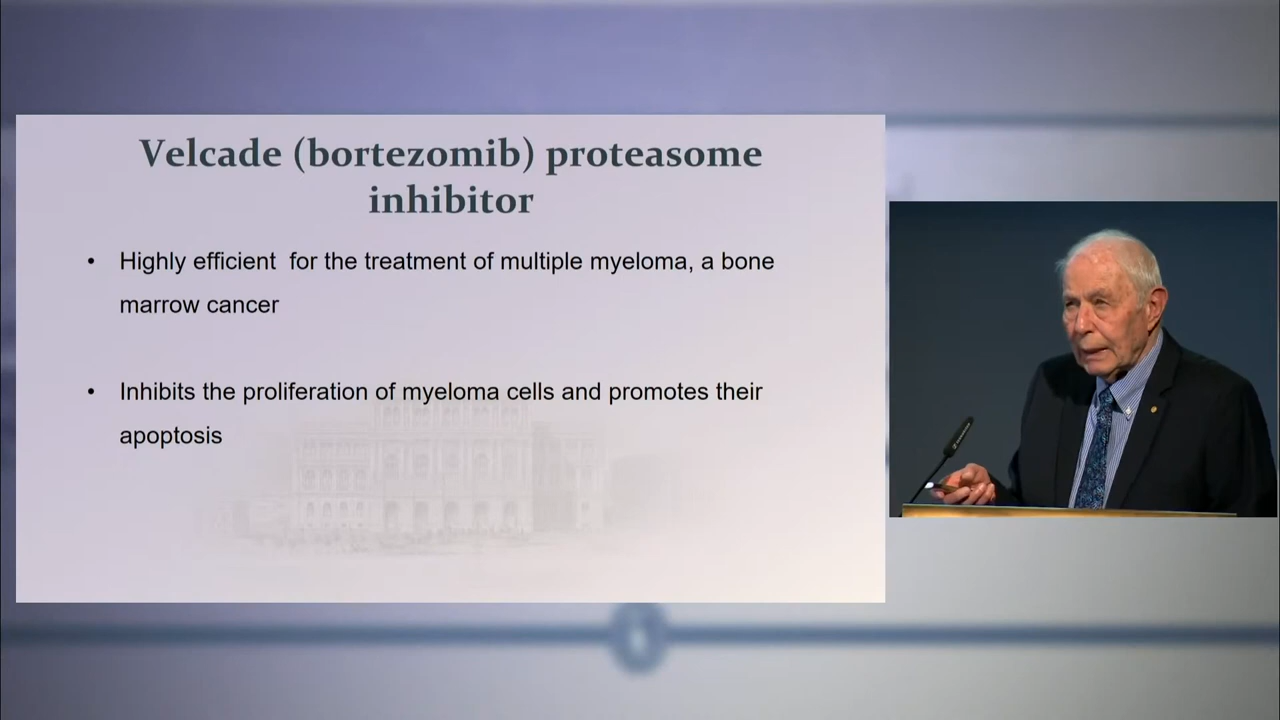 Velcade (bortezomib) proteasome
inhibitor
• Highly efficient  for the treatment of multiple myeloma, a bone
marrow cancer
• Inhibits the proliferation of myeloma cells and promotes their
apoptosis